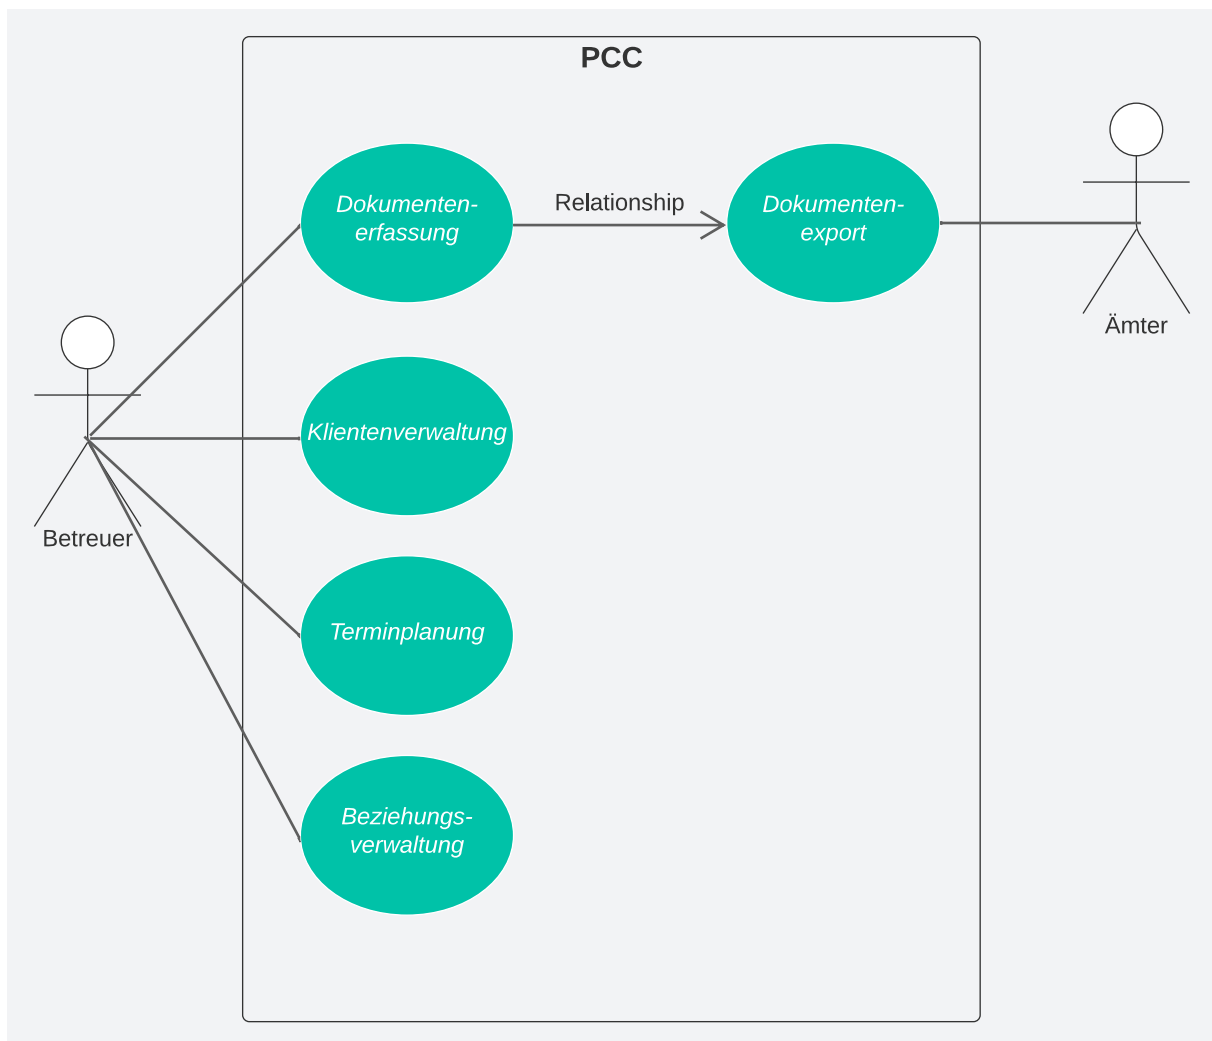 PCC
Dokumenten-
erfassung
Relationship
Dokumenten-
export
Ämter
Klientenverwaltung
Betreuer
Terminplanung
Beziehungs-
verwaltung